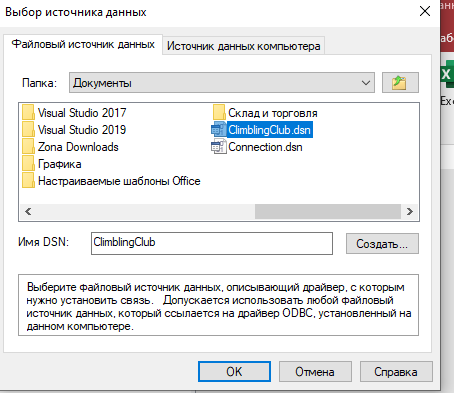 Выбор источника данных
Файловый источник данных
Источник данных компьютера
Папка:
Документы
Visual Studio 2017
Visual Studio 2019
Zona Downloads
Графика
Настраиваемые шаблоны Office
Склад и торговля
ClimblingClub.dsn
Connection.dsn
Имя DSN:
ClimblingClub
Создать...
Выберите файловый источник данных, описывающий драйвер, с которым
нужно установить связь.   Допускается использовать любой файловый
источник данных, который ссылается на драйвер ODBC, установленный на
данном компьютере.
OK
Отмена
Справка